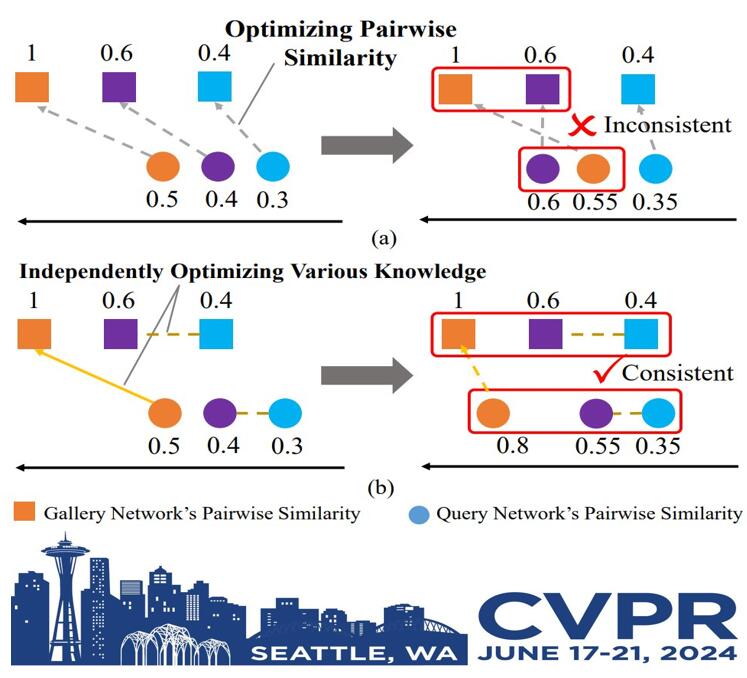 Optimizing Pairwise
Similarity
1 0.6 0.4
1 0.6 0.4
Inconsistent
0.5 0.4 0.3
0.6 0.55 0.35
(a)
Independently Optimizing Various Knowledge
1 0.6 0.4
1 0.6 0.4
Consistent
0.5 0.4 0.3
0.8 0.55 0.35
(b)
Gallery Network's Pairwise Similarity
Query Network's Pairwise Similarity
SEATTLE, WA
CVPR
JUNE 17-21, 2024